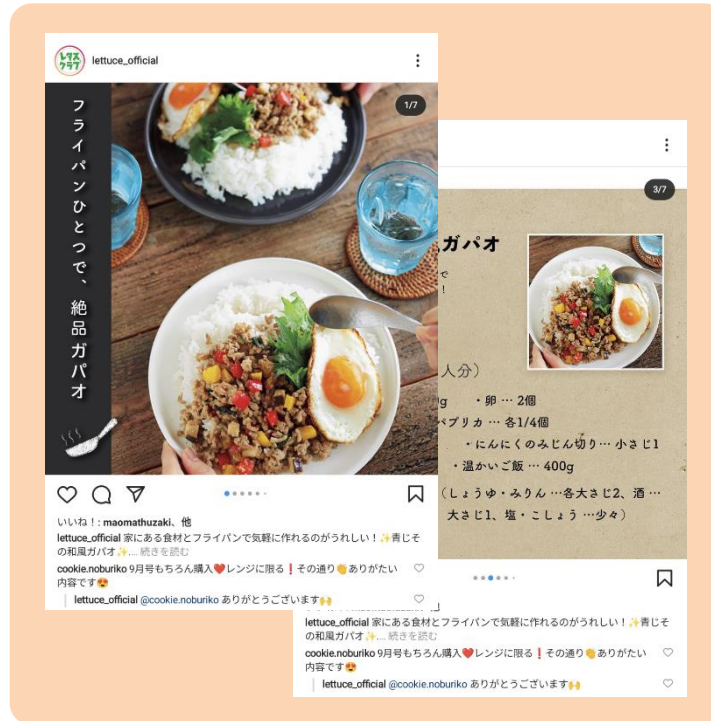 レタス
クラブ
lettuce_official
1/7
フライパンひとつで、絶品ガパオ
いいね!: maomathuzaki、他
lettuce_official 家にある食材とフライパンで気軽に作れるのがうれしい！✨青じそ
の和風ガパオ✨... 続きを読む
cookie.noburiko 9月号もちろん購入❤️レンジに限る❗その通り👏ありがたい
内容です😍
lettuce_official @cookie.noburiko ありがとうございます🙌
3/7
ガパオ
で
！
人分）
g ・卵 … 2個
パプリカ … 各1/4個
・にんにくのみじん切り… 小さじ1
・温かいご飯 … 400g
（しょうゆ・みりん …各大さじ2、酒 …
大さじ1、塩・こしょう …少々）
lettuce_official 家にある食材とフライパンで気軽に作れるのがうれしい！✨青じそ
の和風ガパオ✨... 続きを読む
cookie.noburiko 9月号もちろん購入❤️レンジに限る❗その通り👏ありがたい
内容です😍
lettuce_official @cookie.noburiko ありがとうございます🙌